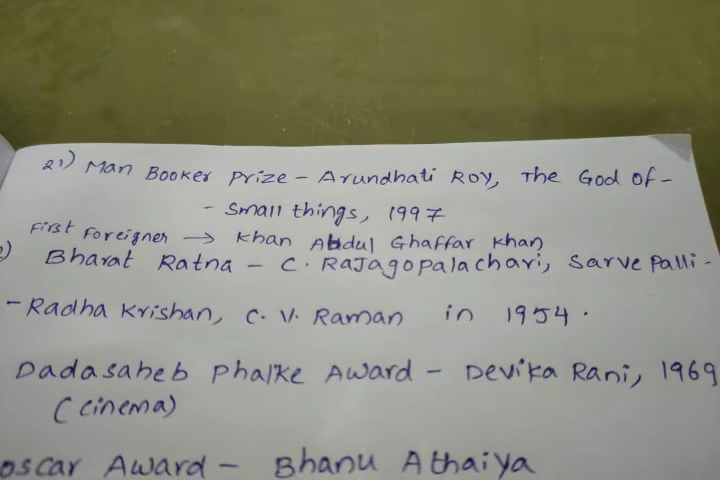 21) Man Booker Prize - Arundhati Roy, The God of -
- Small things, 1997
First Foreigner → Khan Abdul Ghaffar Khan
) Bharat Ratna - C. Rajagopalachari, Sarve Palli -
- Radha Krishan, C. V. Raman in 1954.
Dadasaheb Phalke Award - Devika Rani, 1969
(cinema)
oscar Award - Bhanu Athaiya